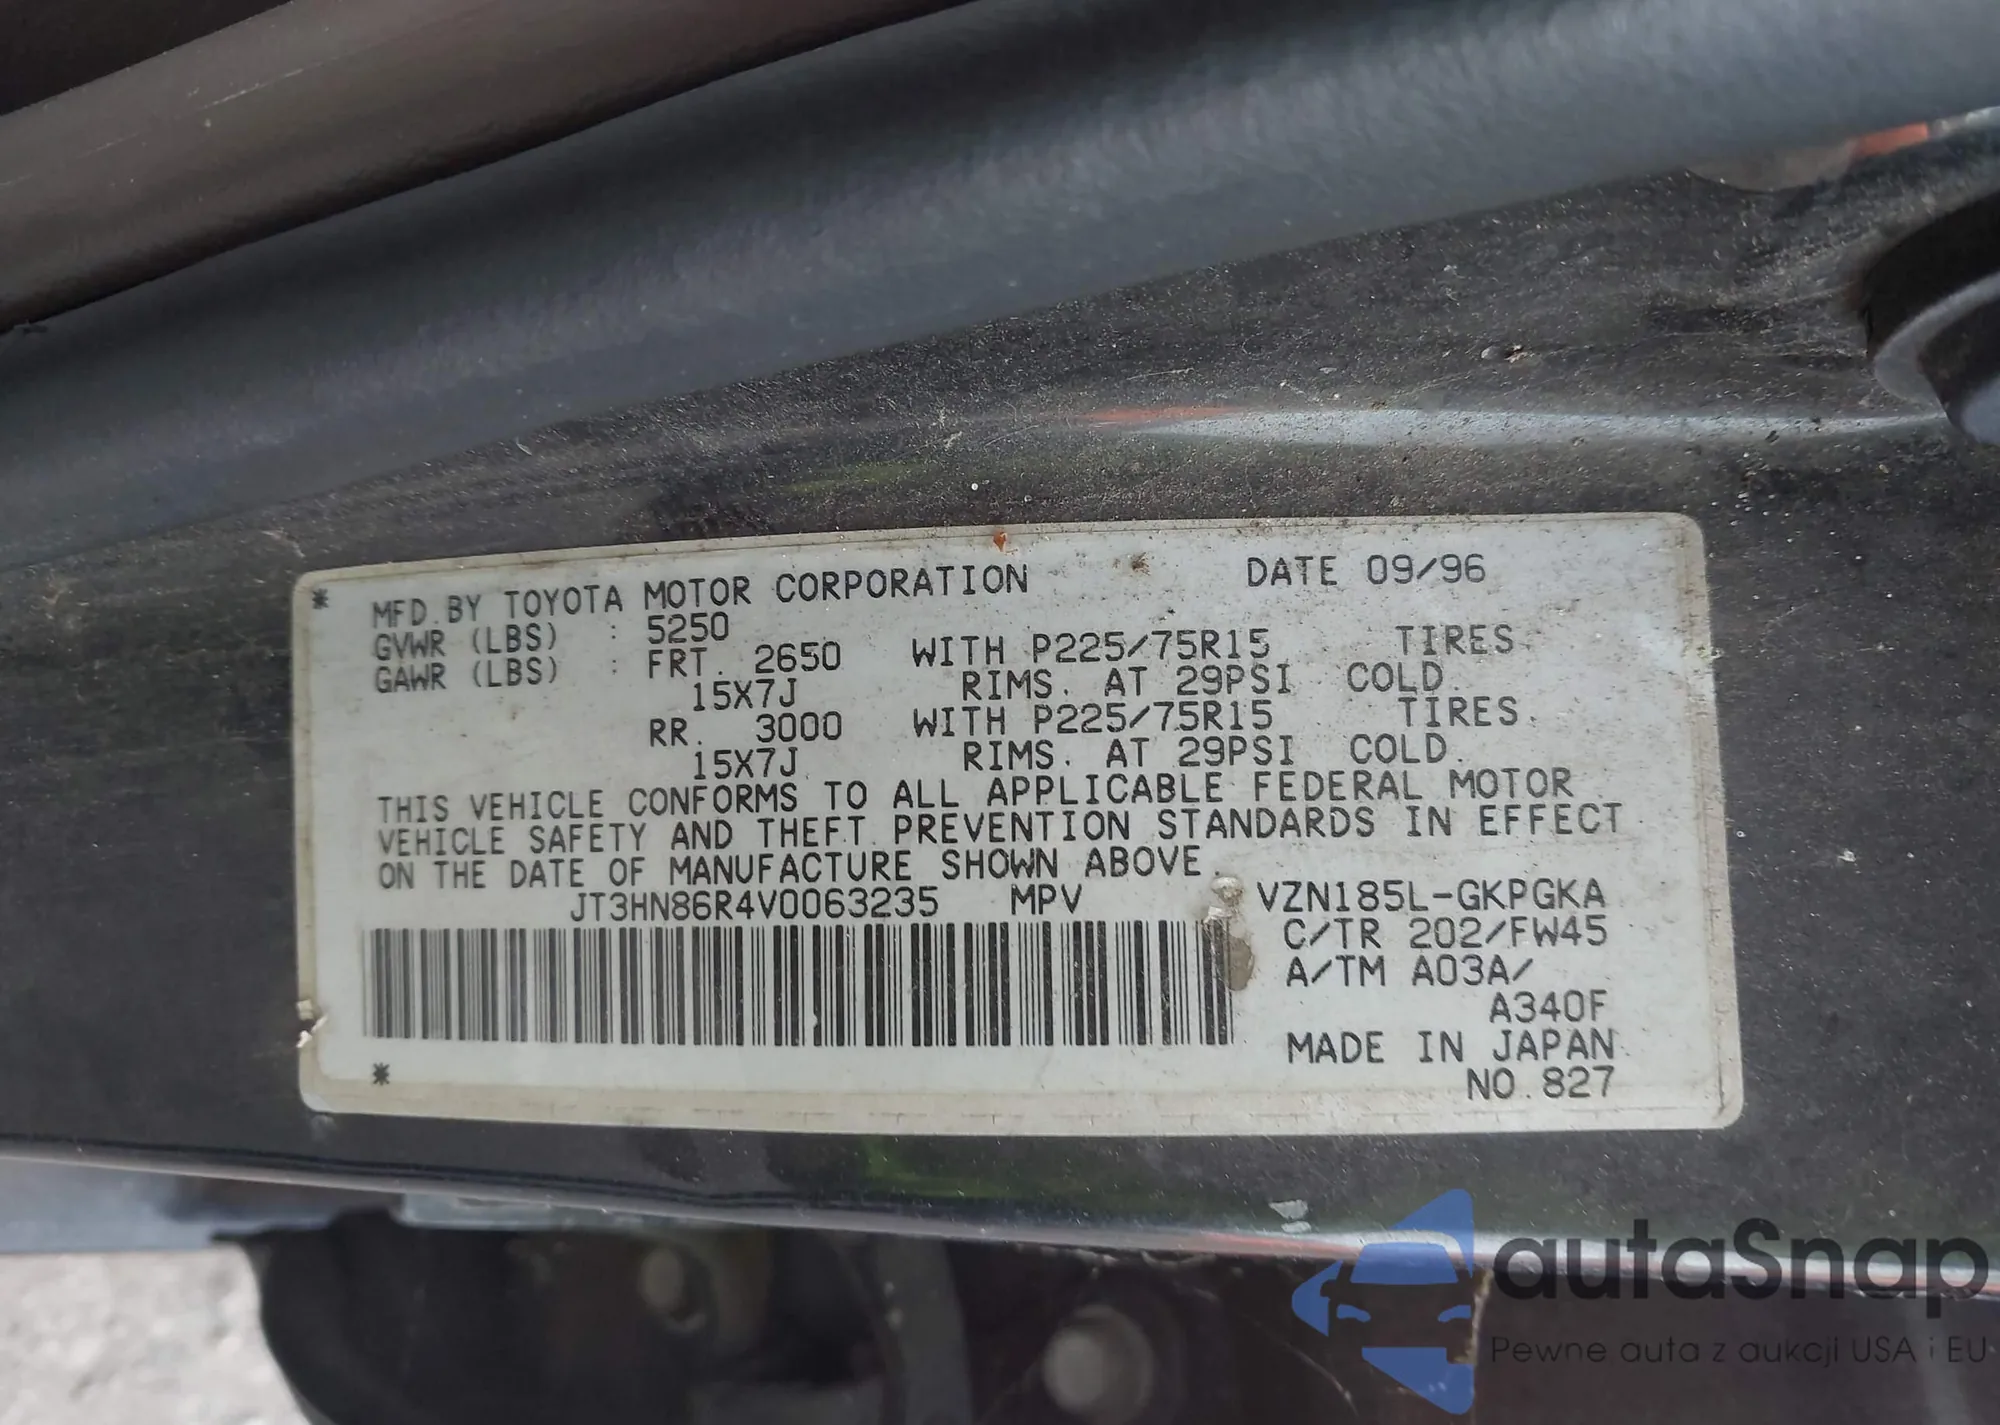 * MFD. BY TOYOTA MOTOR CORPORATION DATE 09/96
GVWR (LBS) : 5250
GAWR (LBS) : FRT. 2650 WITH P225/75R15 TIRES.
15X7J RIMS. AT 29PSI COLD.
RR. 3000 WITH P225/75R15 TIRES.
15X7J RIMS. AT 29PSI COLD.
THIS VEHICLE CONFORMS TO ALL APPLICABLE FEDERAL MOTOR
VEHICLE SAFETY AND THEFT PREVENTION STANDARDS IN EFFECT
ON THE DATE OF MANUFACTURE SHOWN ABOVE.
JT3HN86R4V0063235 MPV VZN185L-GKPGKA
C/TR 202/FW45
A/TM A03A/
A340F
MADE IN JAPAN
* NO. 827
autaSnap
Pewne auta z aukcji USA i EU